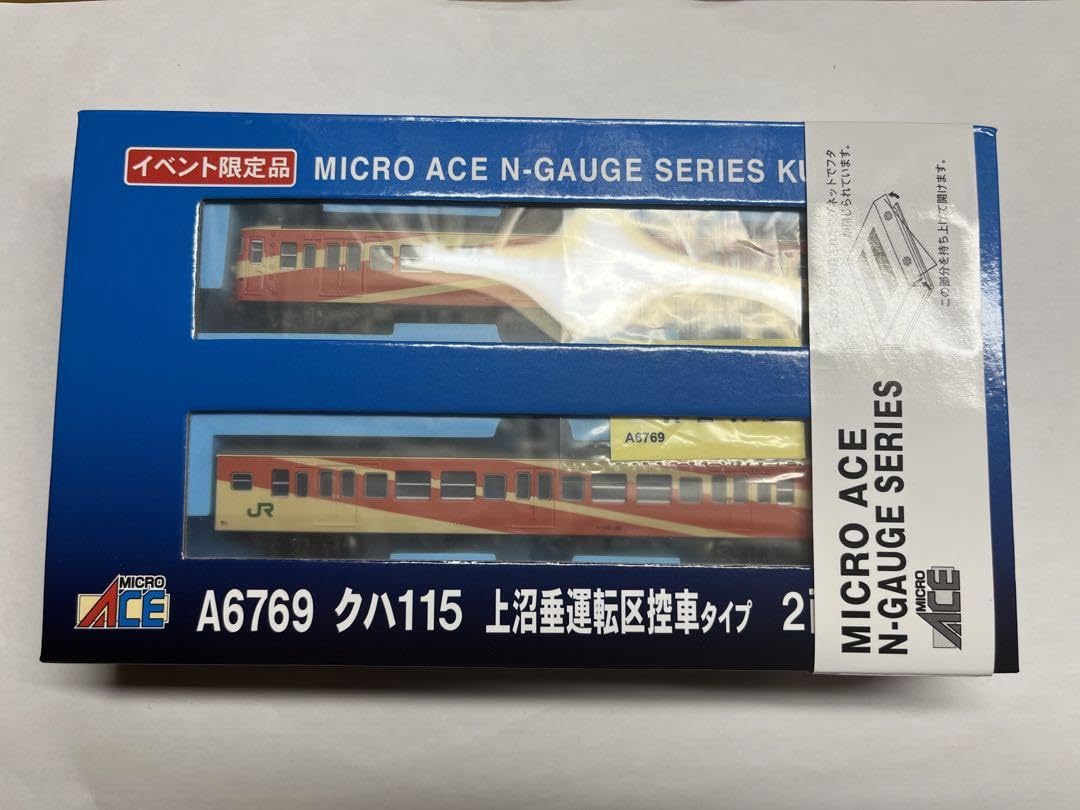 イベント限定品 MICRO ACE N-GAUGE SERIES KU
この部分を持ち上げて開けます。
A6769
JR
MICRO
ACE
A6769 クハ115 上沼垂運転区控車タイプ 2
MICRO ACE
N-GAUGE SERIES
MICRO
ACE